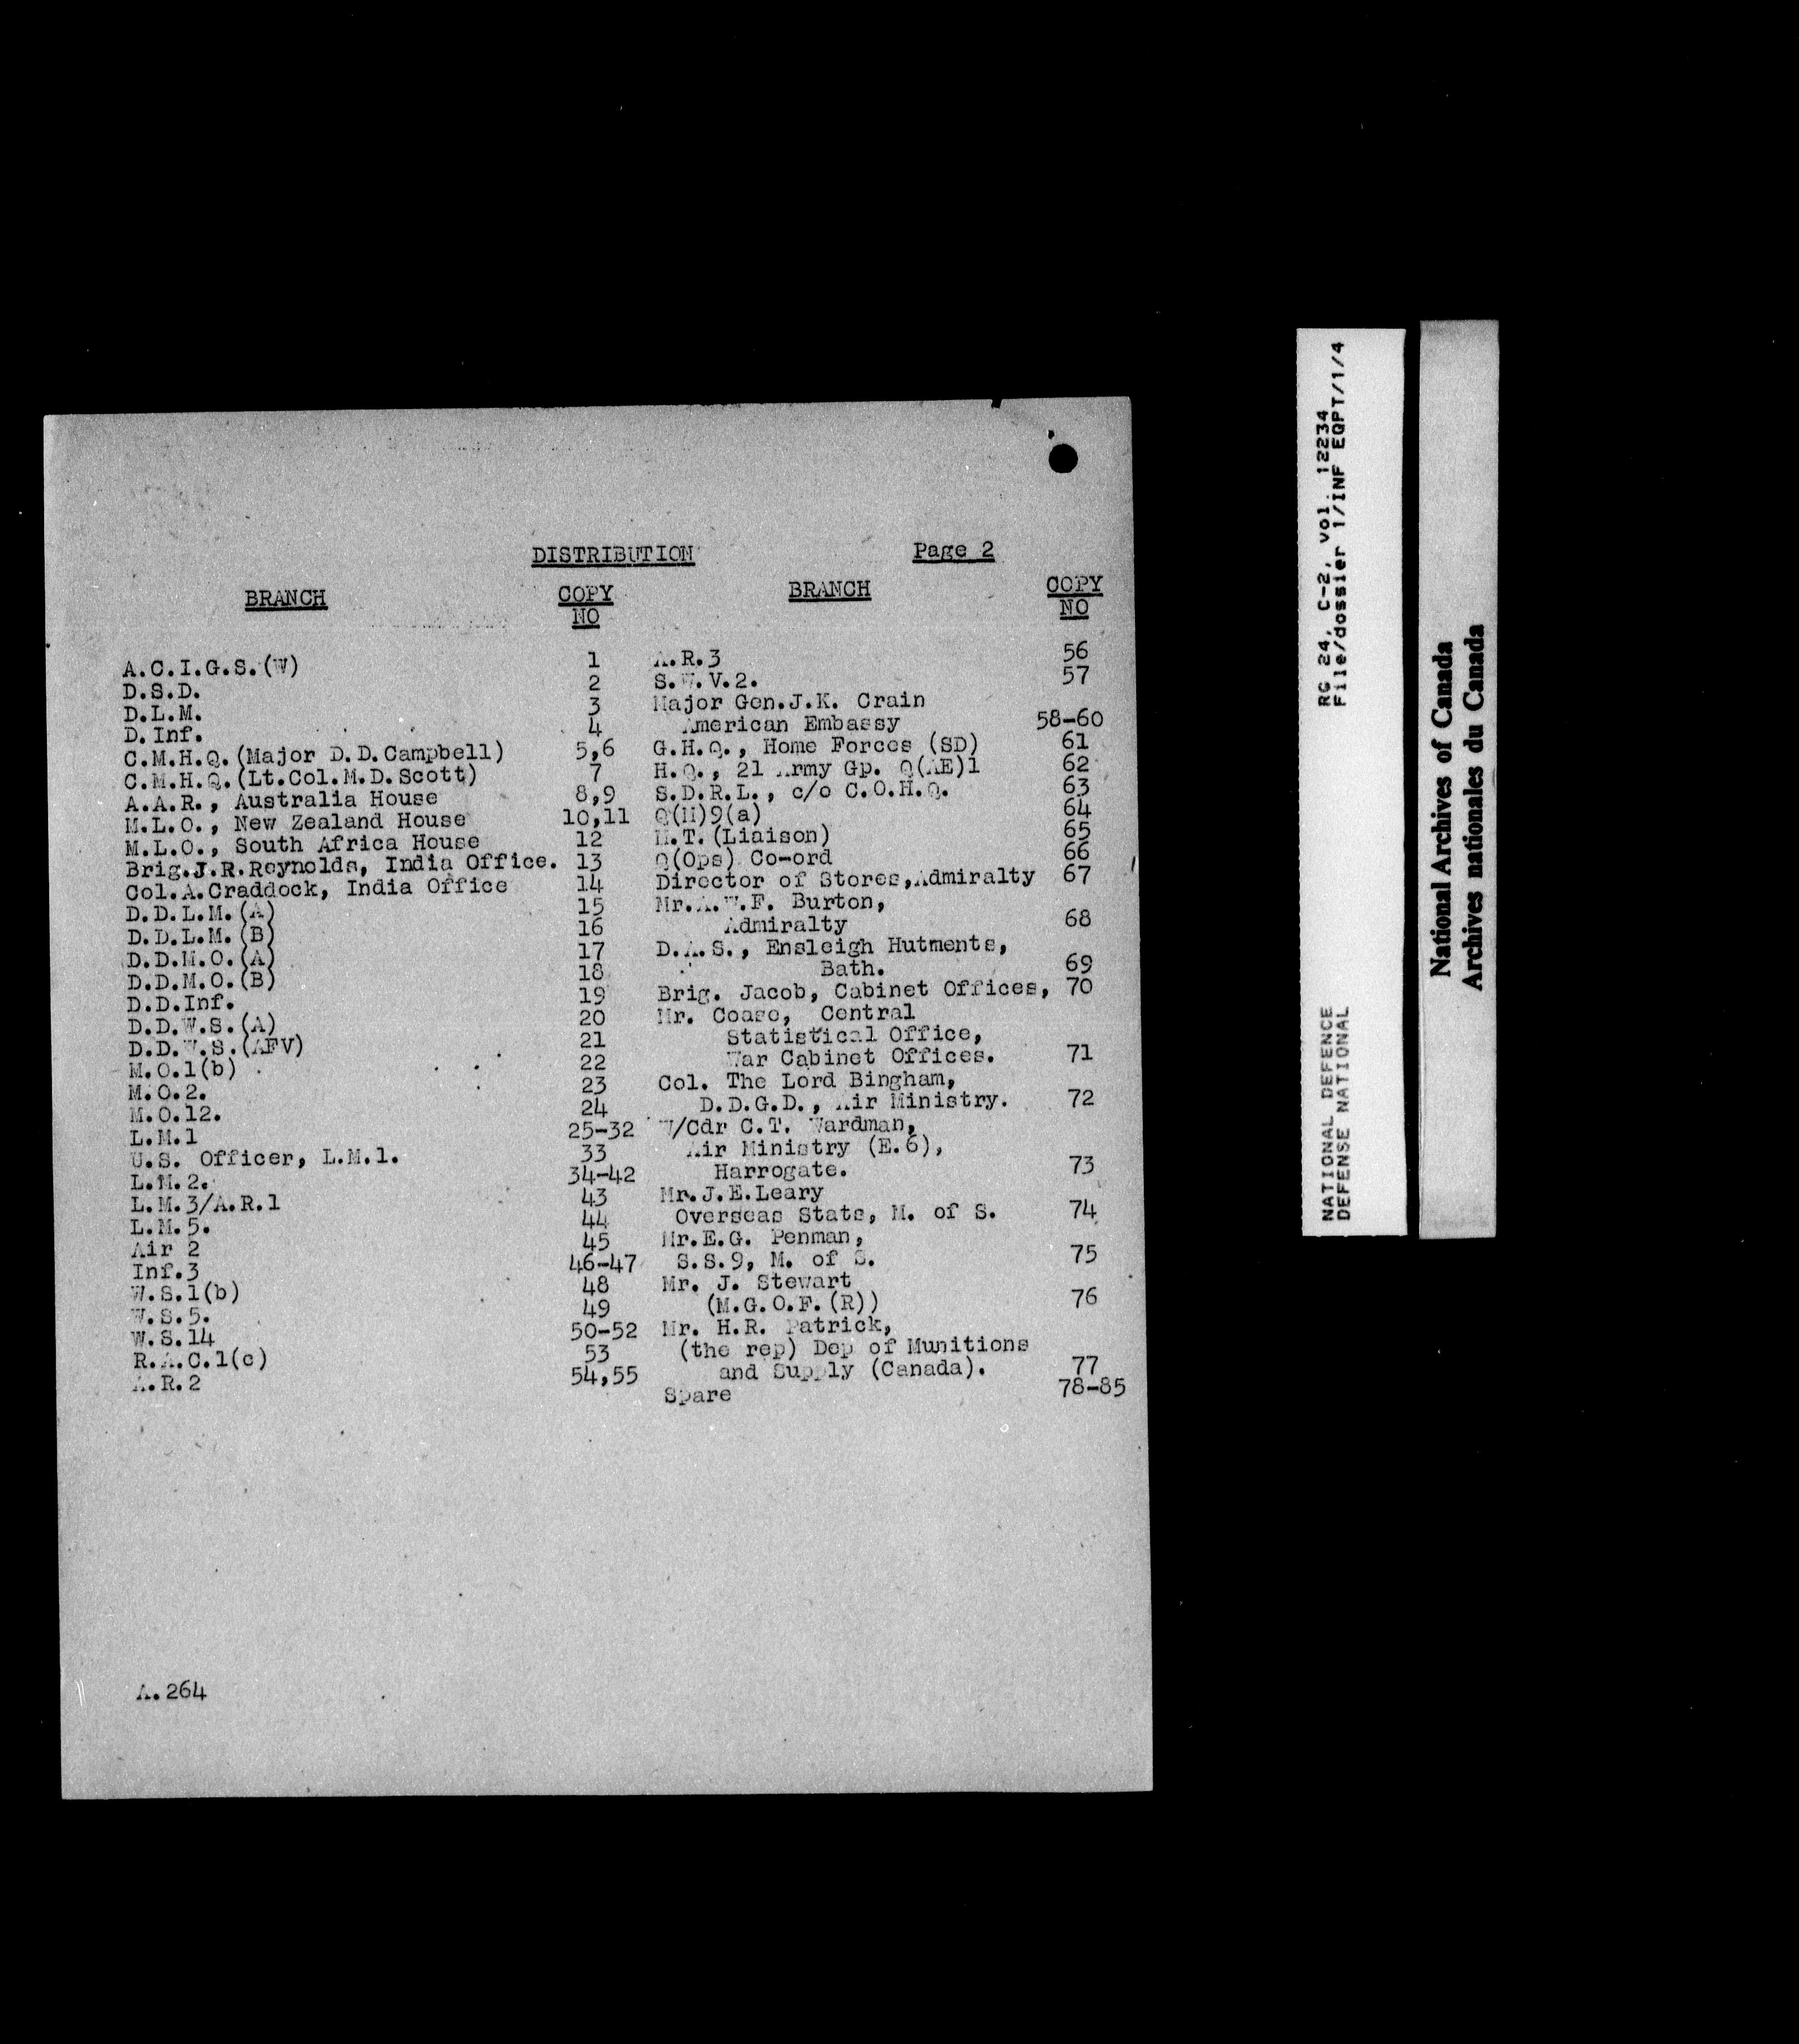 DISTRIBUTION Page 2
BRANCH COPY NO BRANCH COPY NO
A.C.I.G.S.(W) 1
D.S.D. 2
D.L.M. 3
D.Inf. 4
C.M.H.Q.(Major D.D.Campbell) 5,6
C.M.H.Q.(Lt.Col.M.D.Scott) 7
A.A.R., Australia House 8,9
M.L.O., New Zealand House 10,11
M.L.O., South Africa House 12
Brig.J.R.Reynolds, India Office. 13
Col.A.Craddock, India Office 14
D.D.L.M.(A) 15
D.D.L.M.(B) 16
D.D.M.O.(A) 17
D.D.M.O.(B) 18
D.D.Inf. 19
D.D.W.S.(A) 20
D.D.W.S.(AFV) 21
M.O.1(b) 22
M.O.2. 23
M.O.12. 24
L.M.1 25-32
U.S. Officer, L.M.1. 33
L.M.2. 34-42
L.M.3/A.R.1 43
L.M.5. 44
Air 2 45
Inf.3 46-47
W.S.1(b) 48
W.S.5. 49
W.S.14 50-52
R.A.C.1(c) 53
A.R.2 54,55
A.R.3 56
S.W.V.2. 57
Major Gen.J.K. Crain
American Embassy 58-60
G.H.Q., Home Forces (SD) 61
H.Q., 21 Army Gp. Q(AE)1 62
S.D.R.L., c/o C.O.H.Q. 63
Q(M)9(a) 64
M.T.(Liaison) 65
Q(Ops) Co-ord 66
Director of Stores,Admiralty 67
Mr.A.W.F. Burton,
Admiralty 68
D.A.S., Ensleigh Hutments,
Bath. 69
Brig. Jacob, Cabinet Offices, 70
Mr. Coase, Central
Statistical Office,
War Cabinet Offices. 71
Col. The Lord Bingham,
D.D.G.D., Air Ministry. 72
W/Cdr C.T. Wardman,
Air Ministry (E.6),
Harrogate. 73
Mr.J.E.Leary
Overseas Stats, M. of S. 74
Mr.E.G. Penman,
S.S.9, M. of S. 75
Mr. J. Stewart
(M.G.O.F.(R)) 76
Mr. H.R. Patrick,
(the rep) Dep of Munitions
and Supply (Canada). 77
Spare 78-85
A.264
RG 24, C-2, vol. 12234
File/dossier 1/INF EQPT/1/4
NATIONAL DEFENCE
DEFENSE NATIONAL
National Archives of Canada
Archives nationales du Canada